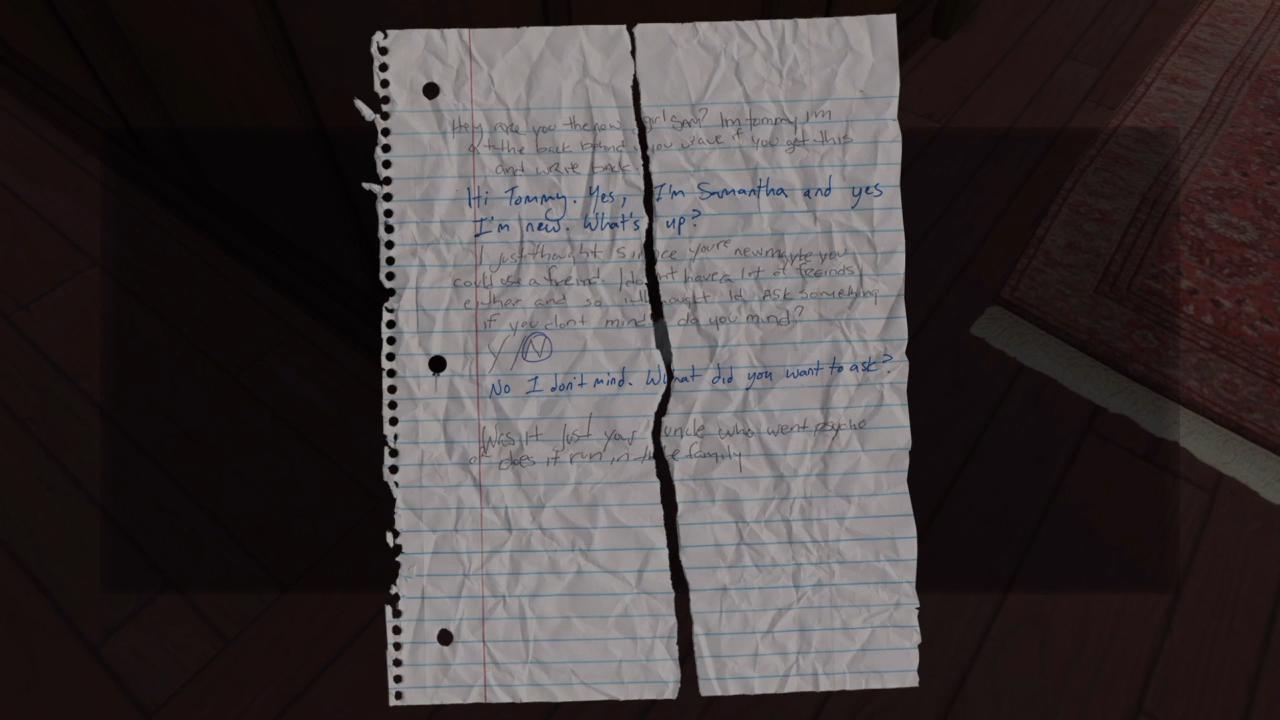 Hey are you the new girl Sam? Im tommy Im
at the back behind you wave if you get this
and write back
Hi Tommy. Yes, I'm Samantha and yes
I'm new. What's up?
I just thought since youre new maybe you
could use a freind. I dont have a lot of freinds
either and so i thought Id ask something
if you dont mind do you mind?
Y/N
No I don't mind. What did you want to ask?
Was it just your uncle who went psycho
or does it run in the family